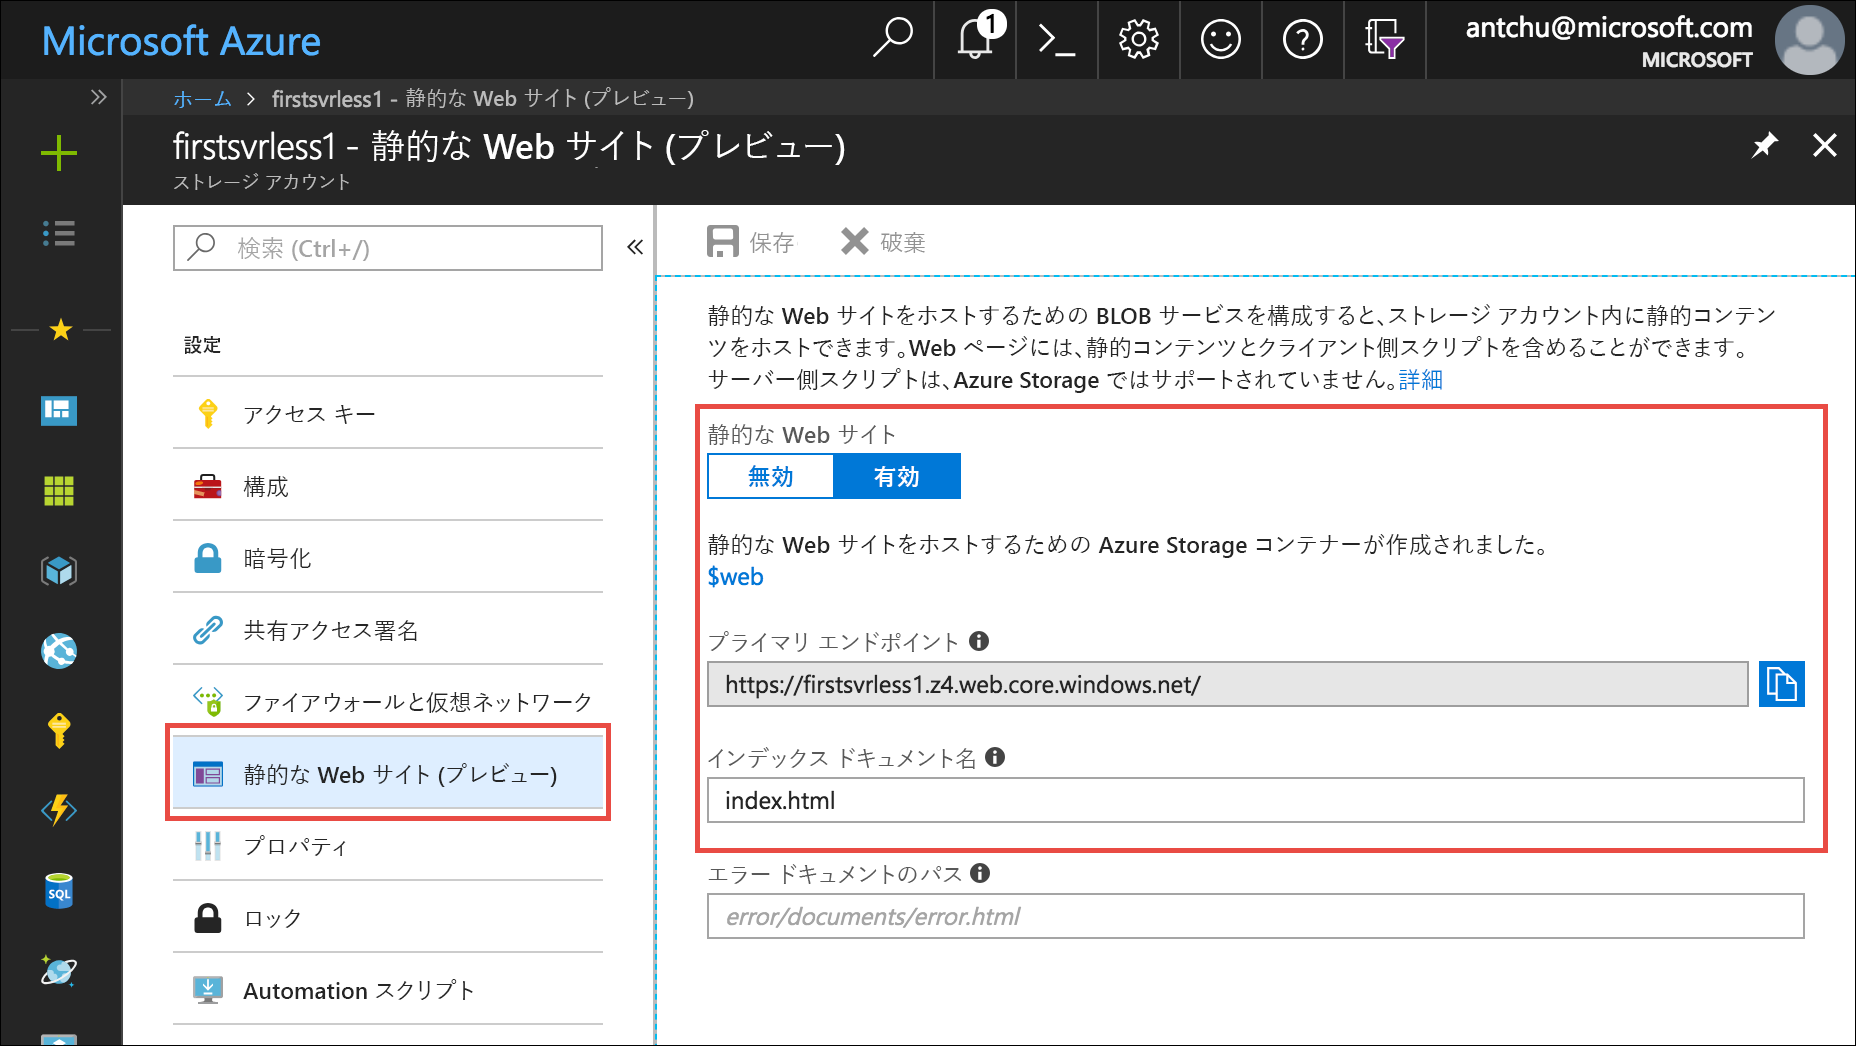 Microsoft Azure
1
antchu@microsoft.com
MICROSOFT
ホーム > firstsvrless1 - 静的な Web サイト (プレビュー)
firstsvrless1 - 静的な Web サイト (プレビュー)
ストレージ アカウント
検索 (Ctrl+/)
設定
アクセス キー
構成
暗号化
共有アクセス署名
ファイアウォールと仮想ネットワーク
静的な Web サイト (プレビュー)
プロパティ
ロック
Automation スクリプト
SQL
保存
破棄
静的な Web サイトをホストするための BLOB サービスを構成すると、ストレージ アカウント内に静的コンテン
ツをホストできます。Web ページには、静的コンテンツとクライアント側スクリプトを含めることができます。
サーバー側スクリプトは、Azure Storage ではサポートされていません。詳細
静的な Web サイト
無効 有効
静的な Web サイトをホストするための Azure Storage コンテナーが作成されました。
$web
プライマリ エンドポイント
https://firstsvrless1.z4.web.core.windows.net/
インデックス ドキュメント名
index.html
エラー ドキュメントのパス
error/documents/error.html